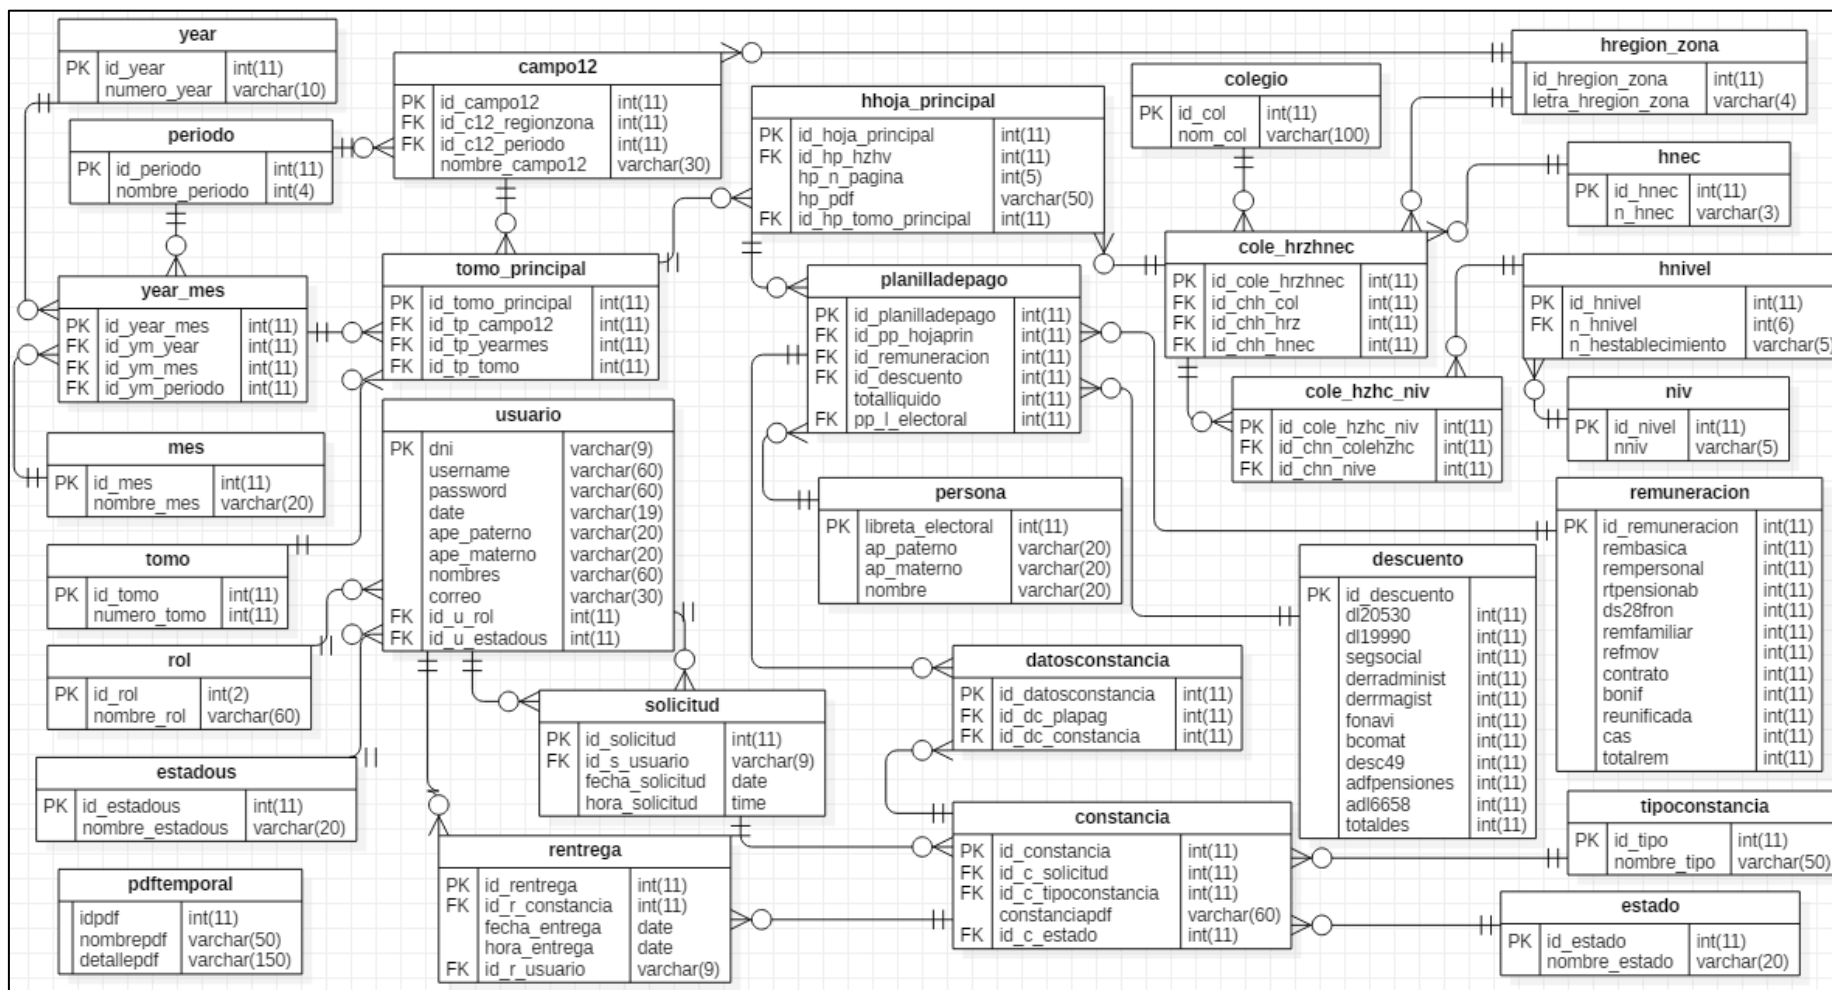 year
PK id_year int(11)
numero_year varchar(10)
periodo
PK id_periodo int(11)
nombre_periodo int(4)
campo12
PK id_campo12 int(11)
FK id_c12_regionzona int(11)
FK id_c12_periodo int(11)
nombre_campo12 varchar(30)
hhoja_principal
PK id_hoja_principal int(11)
FK id_hp_hzhv int(11)
hp_n_pagina int(5)
hp_pdf varchar(50)
FK id_hp_tomo_principal int(11)
colegio
PK id_col int(11)
nom_col varchar(100)
hregion_zona
id_hregion_zona int(11)
letra_hregion_zona varchar(4)
hnec
PK id_hnec int(11)
n_hnec varchar(3)
year_mes
PK id_year_mes int(11)
FK id_ym_year int(11)
FK id_ym_mes int(11)
FK id_ym_periodo int(11)
tomo_principal
PK id_tomo_principal int(11)
FK id_tp_campo12 int(11)
FK id_tp_yearmes int(11)
FK id_tp_tomo int(11)
planilladepago
PK id_planilladepago int(11)
FK id_pp_hojaprin int(11)
FK id_remuneracion int(11)
FK id_descuento int(11)
totalliquido int(11)
FK pp_l_electoral int(11)
cole_hrzhnec
PK id_cole_hrzhnec int(11)
FK id_chh_col int(11)
FK id_chh_hrz int(11)
FK id_chh_hnec int(11)
hnivel
PK id_hnivel int(11)
FK n_hnivel int(6)
n_hestablecimiento varchar(5)
cole_hzhc_niv
PK id_cole_hzhc_niv int(11)
FK id_chn_colehzhc int(11)
FK id_chn_nive int(11)
niv
PK id_nivel int(11)
nniv varchar(5)
mes
PK id_mes int(11)
nombre_mes varchar(20)
usuario
PK dni varchar(9)
username varchar(60)
password varchar(60)
date varchar(19)
ape_paterno varchar(20)
ape_materno varchar(20)
nombres varchar(60)
correo varchar(30)
FK id_u_rol int(11)
FK id_u_estadous int(11)
persona
PK libreta_electoral int(11)
ap_paterno varchar(20)
ap_materno varchar(20)
nombre varchar(20)
remuneracion
PK id_remuneracion int(11)
rembasica int(11)
rempersonal int(11)
rtpensionab int(11)
ds28fron int(11)
remfamiliar int(11)
refmov int(11)
contrato int(11)
bonif int(11)
reunificada int(11)
cas int(11)
totalrem int(11)
descuento
PK id_descuento
dl20530 int(11)
dl19990 int(11)
segsocial int(11)
derradminist int(11)
derrmagist int(11)
fonavi int(11)
bcomat int(11)
desc49 int(11)
adfpensiones int(11)
adl6658 int(11)
totaldes int(11)
tomo
PK id_tomo int(11)
numero_tomo int(11)
rol
PK id_rol int(2)
nombre_rol varchar(60)
solicitud
PK id_solicitud int(11)
FK id_s_usuario varchar(9)
fecha_solicitud date
hora_solicitud time
datosconstancia
PK id_datosconstancia int(11)
FK id_dc_plapag int(11)
FK id_dc_constancia int(11)
estadous
PK id_estadous int(11)
nombre_estadous varchar(20)
constancia
PK id_constancia int(11)
FK id_c_solicitud int(11)
FK id_c_tipoconstancia int(11)
constanciapdf varchar(60)
FK id_c_estado int(11)
tipoconstancia
PK id_tipo int(11)
nombre_tipo varchar(50)
pdftemporal
idpdf int(11)
nombrepdf varchar(50)
detallepdf varchar(150)
rentrega
PK id_rentrega int(11)
FK id_r_constancia int(11)
fecha_entrega date
hora_entrega date
FK id_r_usuario varchar(9)
estado
PK id_estado int(11)
nombre_estado varchar(20)